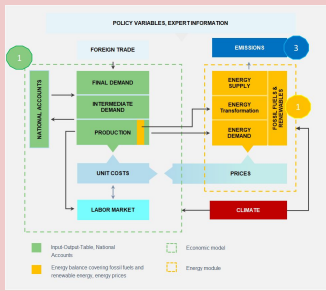 POLICY VARIABLES, EXPERT INFORMATION
FOREIGN TRADE
EMISSIONS
3
1
NATIONAL ACCOUNTS
FINAL DEMAND
INTERMEDIATE
DEMAND
PRODUCTION
ENERGY
SUPPLY
ENERGY
Transformation
ENERGY
DEMAND
FOSSIL FUELS &
RENEWABLES
UNIT COSTS
PRICES
LABOR MARKET
CLIMATE
Input-Output-Table, National
Accounts
Energy balance covering fossil fuels and
renewable energy, energy prices
Economic model
Energy module